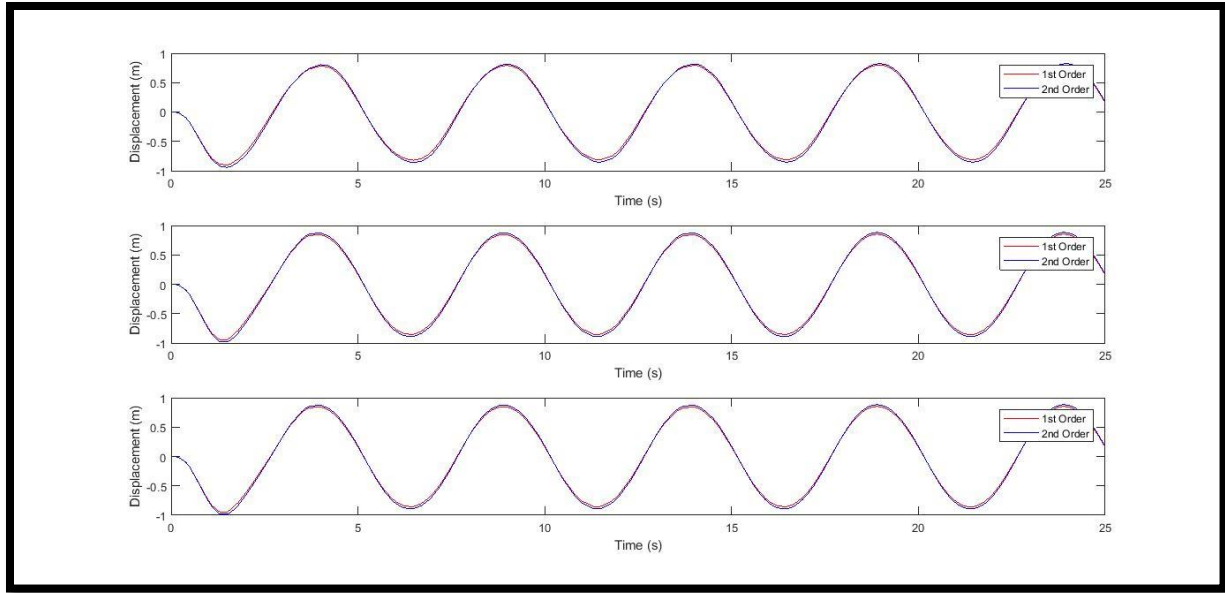 1
0.5
0
-0.5
-1
Displacement (m)
1st Order
2nd Order
0 5 10 15 20 25
Time (s)
1
0.5
0
-0.5
-1
Displacement (m)
1st Order
2nd Order
0 5 10 15 20 25
Time (s)
1
0.5
0
-0.5
-1
Displacement (m)
1st Order
2nd Order
0 5 10 15 20 25
Time (s)